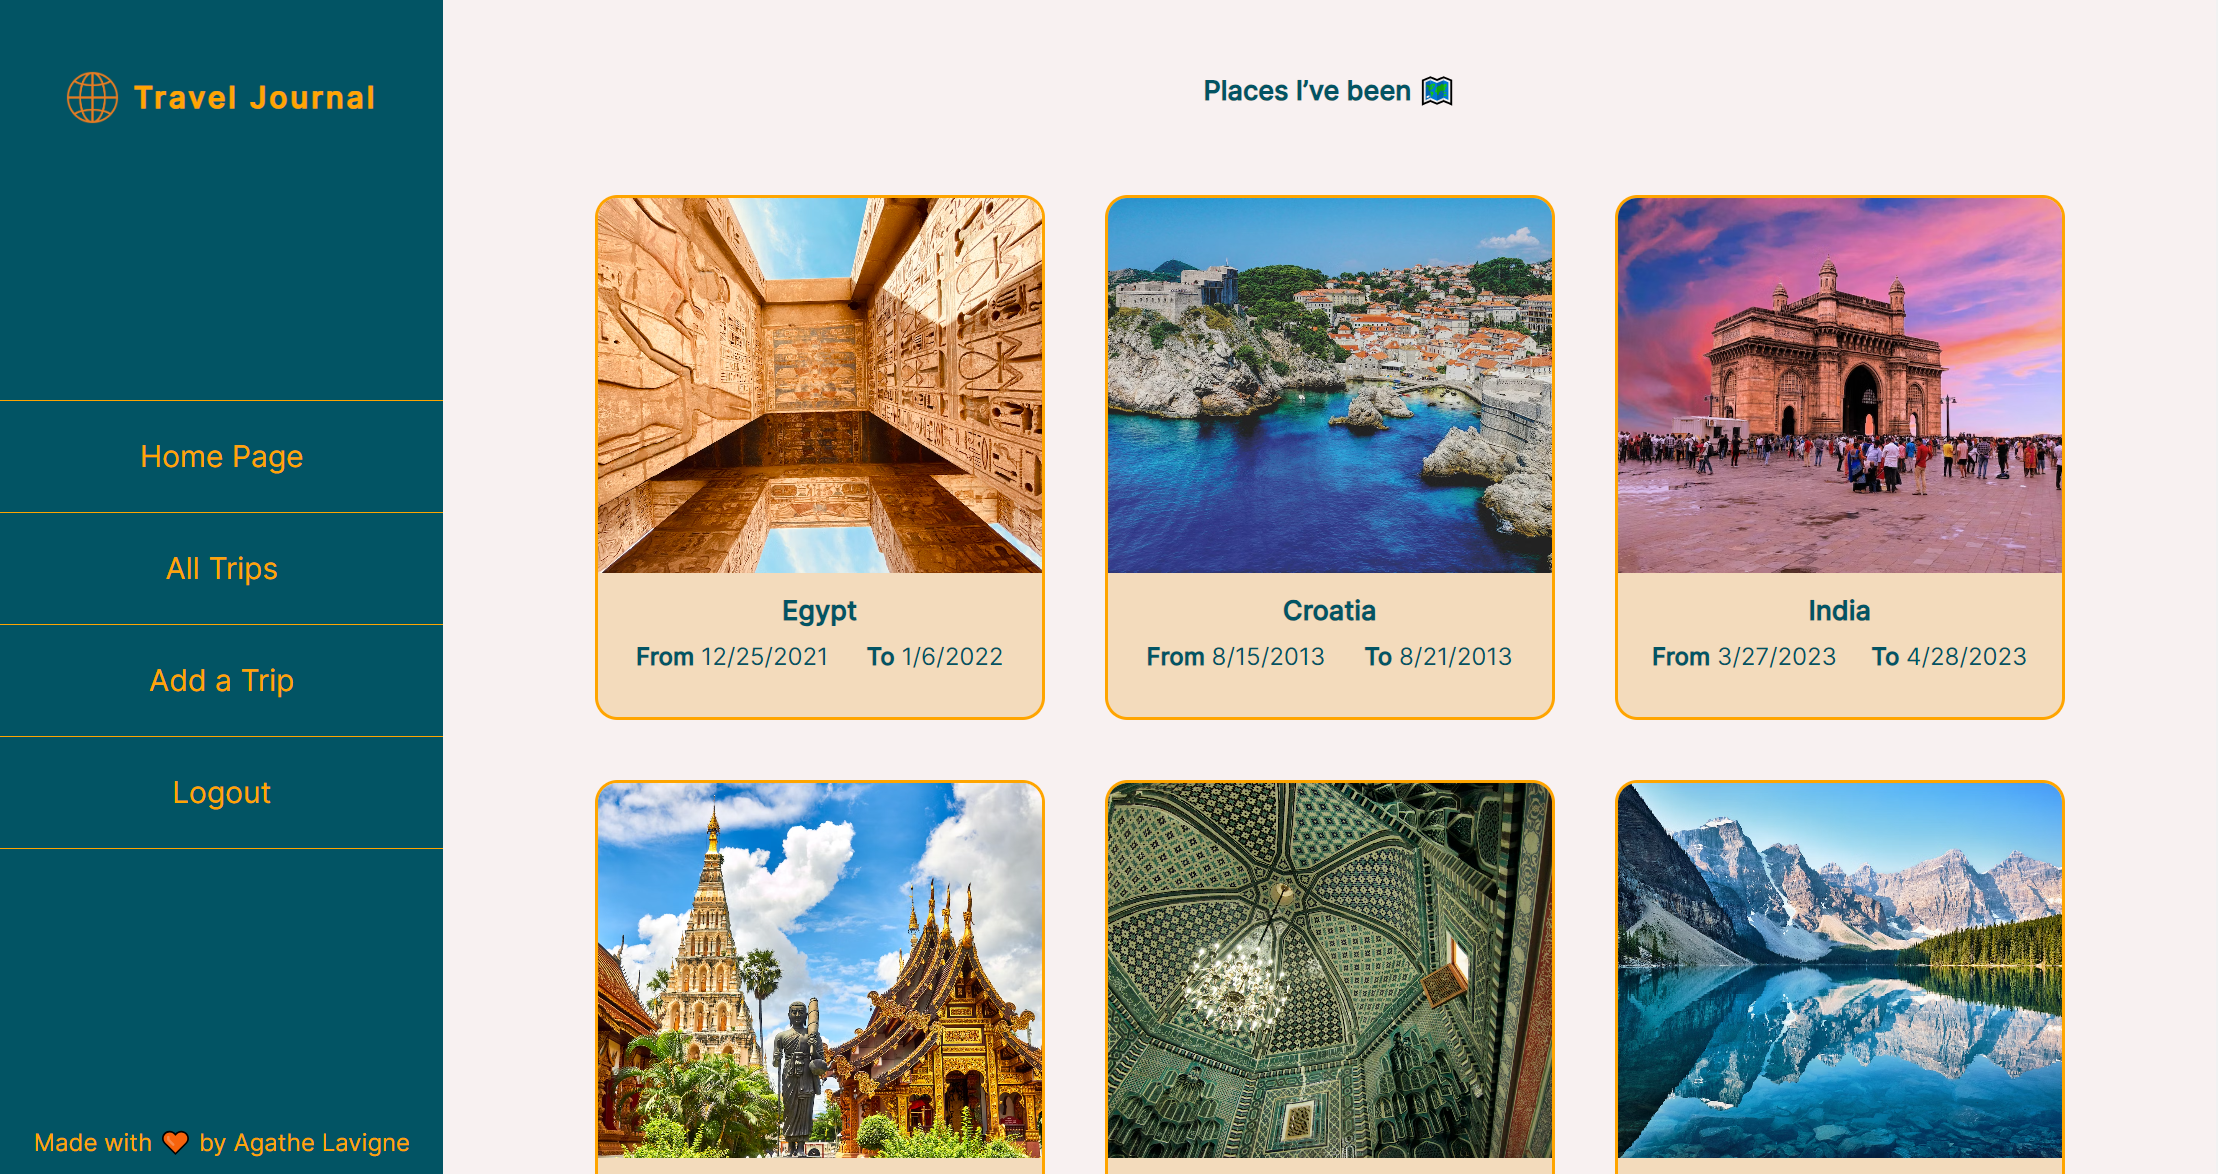 Travel Journal
Home Page
All Trips
Add a Trip
Logout
Made with 🧡 by Agathe Lavigne
Places I’ve been 🗺️
Egypt
From 12/25/2021 To 1/6/2022
Croatia
From 8/15/2013 To 8/21/2013
India
From 3/27/2023 To 4/28/2023